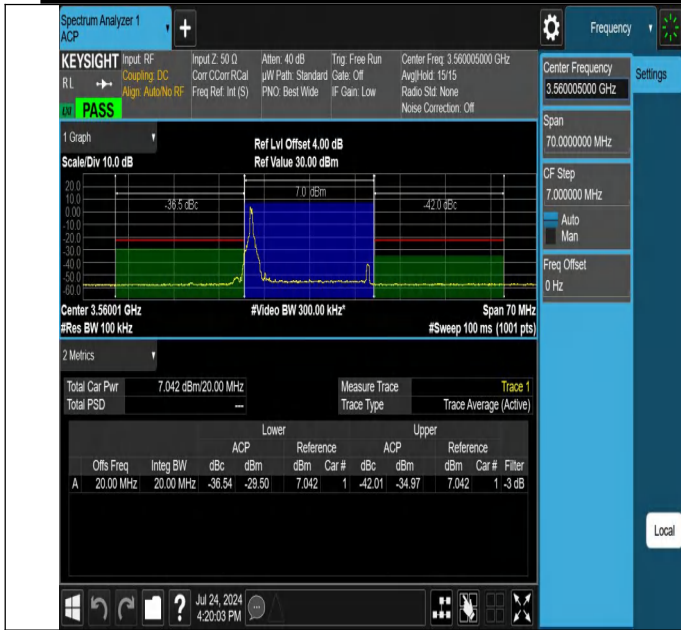 Spectrum Analyzer 1
ACP
+
Frequency
KEYSIGHT
RL
LXI PASS
Input: RF
Coupling: DC
Align: Auto/No RF
Input Z: 50 Ω
Corr CCorr RCal
Freq Ref: Int (S)
Atten: 40 dB
µW Path: Standard
PNO: Best Wide
Trig: Free Run
Gate: Off
IF Gain: Low
Center Freq: 3.560005000 GHz
Avg|Hold: 15/15
Radio Std: None
Noise Correction: Off
Center Frequency
3.560005000 GHz
Settings
Span
70.0000000 MHz
CF Step
7.000000 MHz
Auto
Man
Freq Offset
0 Hz
1 Graph
Scale/Div 10.0 dB
Ref Lvl Offset 4.00 dB
Ref Value 30.00 dBm
20.0
10.0
0.00
-10.0
-20.0
-30.0
-40.0
-50.0
-60.0
-36.5 dBc
7.0 dBm
-42.0 dBc
Center 3.56001 GHz
#Video BW 300.00 kHz*
Span 70 MHz
#Res BW 100 kHz
#Sweep 100 ms (1001 pts)
2 Metrics
Total Car Pwr 7.042 dBm/20.00 MHz
Total PSD ---
Measure Trace Trace 1
Trace Type Trace Average (Active)
Lower Upper
ACP Reference ACP Reference
Offs Freq Integ BW dBc dBm dBm Car # dBc dBm dBm Car # Filter
A 20.00 MHz 20.00 MHz -36.54 -29.50 7.042 1 -42.01 -34.97 7.042 1 -3 dB
Local
?
Jul 24, 2024
4:20:03 PM